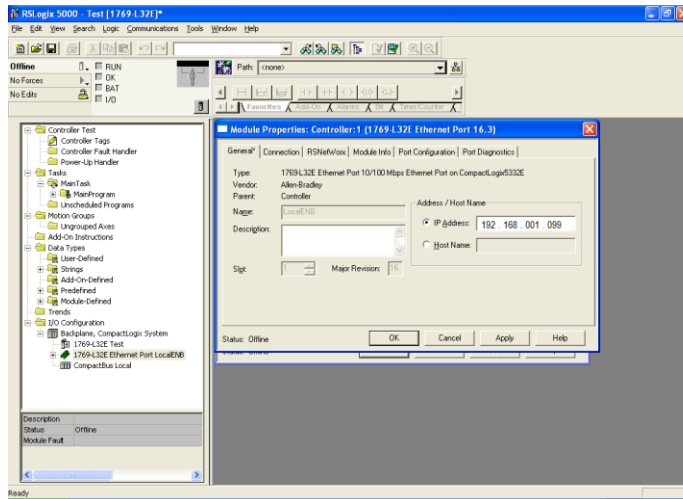 RSLogix 5000 - Test [1769-L32E]*
File Edit View Search Logic Communications Tools Window Help
Offline
RUN
Path: <none>
No Forces
OK
No Edits
BAT
I/O
Favorites Add-On Alarms Bit Timer/Counter
Controller Test
Controller Tags
Controller Fault Handler
Power-Up Handler
Tasks
MainTask
MainProgram
Unscheduled Programs
Motion Groups
Ungrouped Axes
Add-On Instructions
Data Types
User-Defined
Strings
Add-On-Defined
Predefined
Module-Defined
Trends
I/O Configuration
Backplane, CompactLogix System
1769-L32E Test
1769-L32E Ethernet Port LocalENB
CompactBus Local
Module Properties: Controller:1 (1769-L32E Ethernet Port 16.3)
General* Connection RSNetWorx Module Info Port Configuration Port Diagnostics
Type: 1769-L32E Ethernet Port 10/100 Mbps Ethernet Port on CompactLogix5332E
Vendor: Allen-Bradley
Parent: Controller
Name: LocalENB
Description:
Slot: 1 Major Revision: 16
Address / Host Name
IP Address: 192 . 168 . 001 . 099
Host Name:
Status: Offline OK Cancel Apply Help
Description
Status Offline
Module Fault
Ready